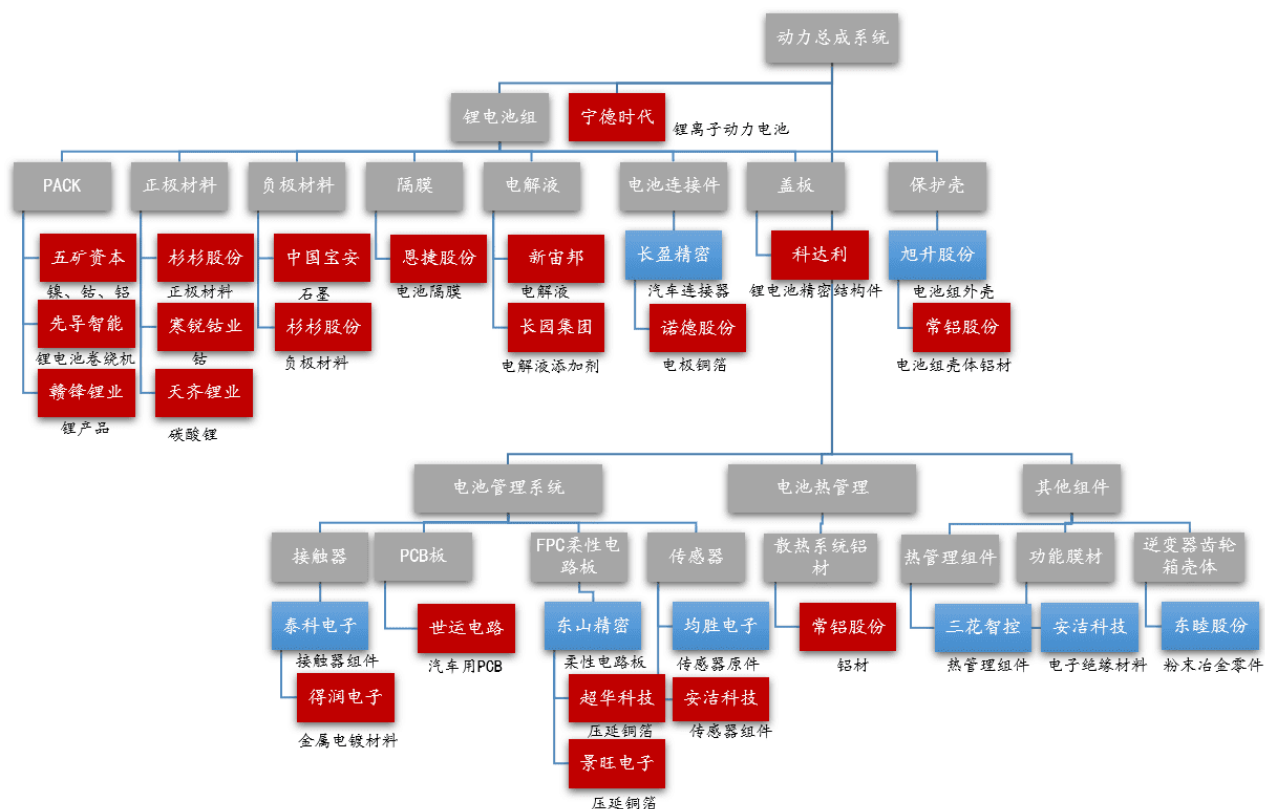 动力总成系统
锂电池组
宁德时代
锂离子动力电池
PACK
正极材料
负极材料
隔膜
电解液
电池连接件
盖板
保护壳
五矿资本
镍、钴、铝
杉杉股份
正极材料
中国宝安
石墨
恩捷股份
电池隔膜
新宙邦
电解液
长盈精密
汽车连接器
科达利
锂电池精密结构件
旭升股份
电池组外壳
先导智能
锂电池卷绕机
寒锐钴业
钴
杉杉股份
负极材料
长园集团
电解液添加剂
诺德股份
电极铜箔
常铝股份
电池组壳体铝材
赣锋锂业
锂产品
天齐锂业
碳酸锂
电池管理系统
电池热管理
其他组件
接触器
PCB板
FPC柔性电
路板
传感器
散热系统铝
材
热管理组件
功能膜材
逆变器齿轮
箱壳体
泰科电子
接触器组件
世运电路
汽车用PCB
东山精密
柔性电路板
均胜电子
传感器原件
常铝股份
铝材
三花智控
热管理组件
安洁科技
电子绝缘材料
东睦股份
粉末冶金零件
得润电子
金属电镀材料
超华科技
压延铜箔
安洁科技
传感器组件
景旺电子
压延铜箔